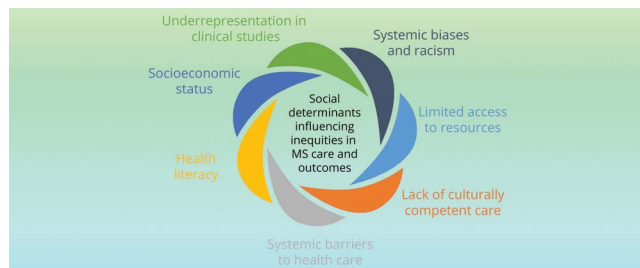 Underrepresentation in
clinical studies
Systemic biases
and racism
Limited access
to resources
Lack of culturally
competent care
Systemic barriers
to health care
Health
literacy
Socioeconomic
status
Social
determinants
influencing
inequities in
MS care and
outcomes